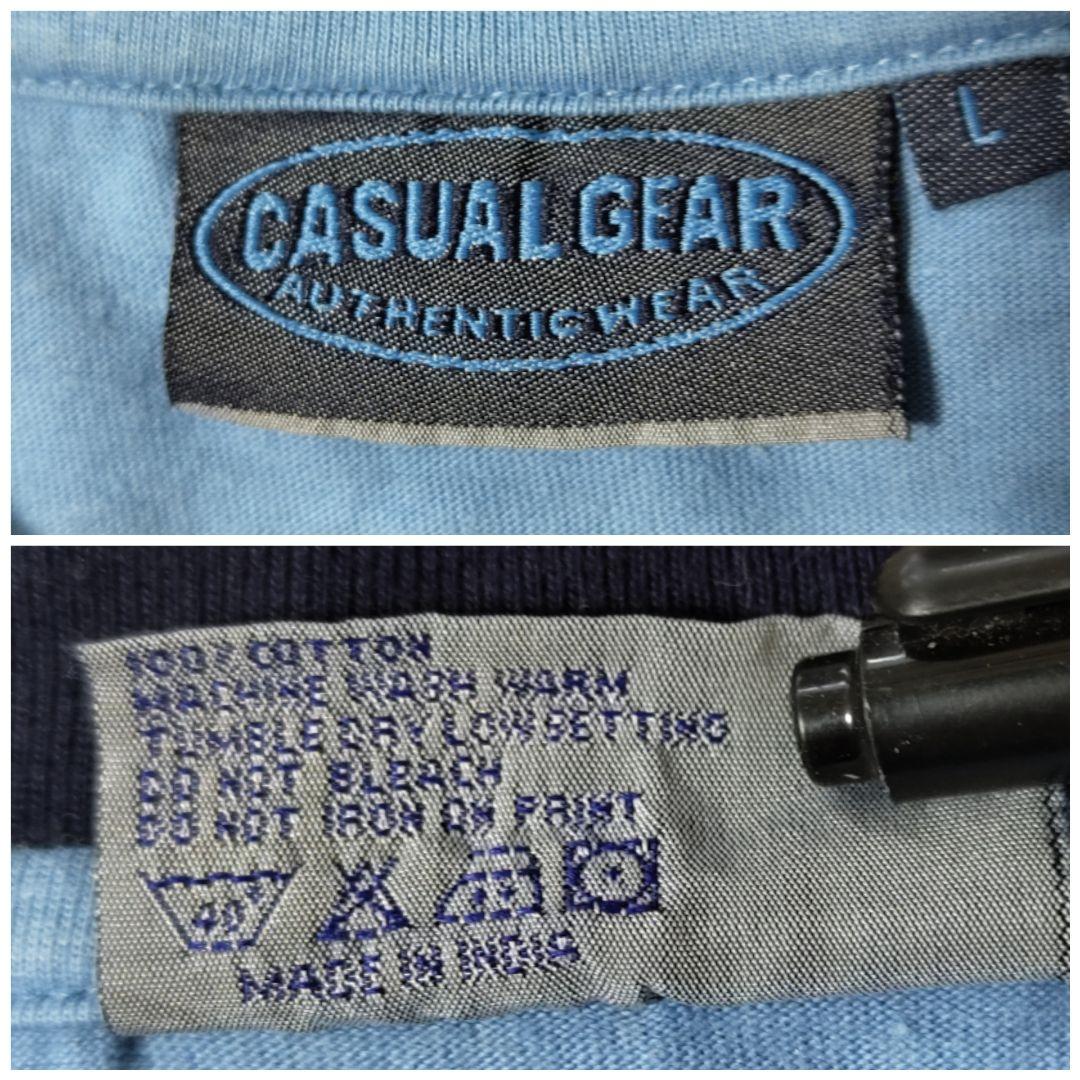 CASUAL GEAR
AUTHENTIC WEAR
L
100% COTTON
MACHINE WASH WARM
TUMBLE DRY LOW SETTING
DO NOT BLEACH
DO NOT IRON ON PRINT
40°
MADE IN INDIA